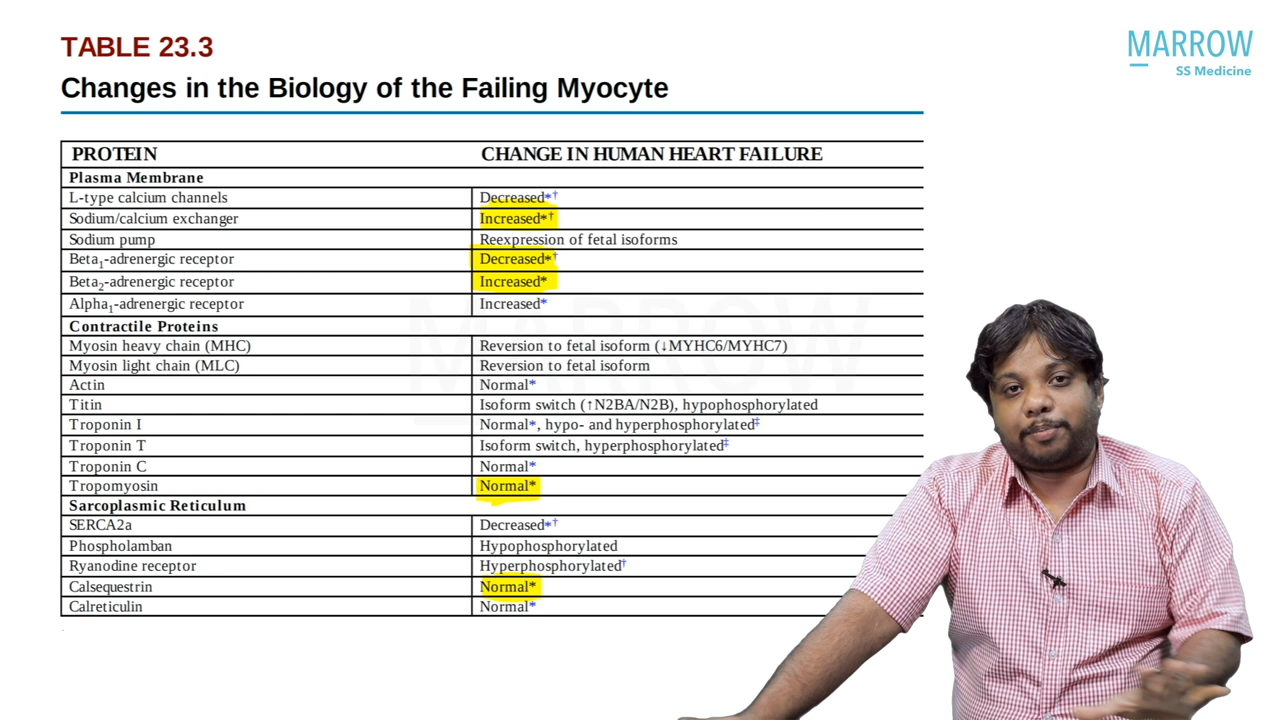 TABLE 23.3
Changes in the Biology of the Failing Myocyte
MARROW
SS Medicine
PROTEIN CHANGE IN HUMAN HEART FAILURE
Plasma Membrane
L-type calcium channels Decreased*†
Sodium/calcium exchanger Increased*†
Sodium pump Reexpression of fetal isoforms
Beta1-adrenergic receptor Decreased*†
Beta2-adrenergic receptor Increased*
Alpha1-adrenergic receptor Increased*
Contractile Proteins
Myosin heavy chain (MHC) Reversion to fetal isoform (↓MYHC6/MYHC7)
Myosin light chain (MLC) Reversion to fetal isoform
Actin Normal*
Titin Isoform switch (↑N2BA/N2B), hypophosphorylated
Troponin I Normal*, hypo- and hyperphosphorylated‡
Troponin T Isoform switch, hyperphosphorylated‡
Troponin C Normal*
Tropomyosin Normal*
Sarcoplasmic Reticulum
SERCA2a Decreased*†
Phospholamban Hypophosphorylated
Ryanodine receptor Hyperphosphorylated†
Calsequestrin Normal*
Calreticulin Normal*
MARROW